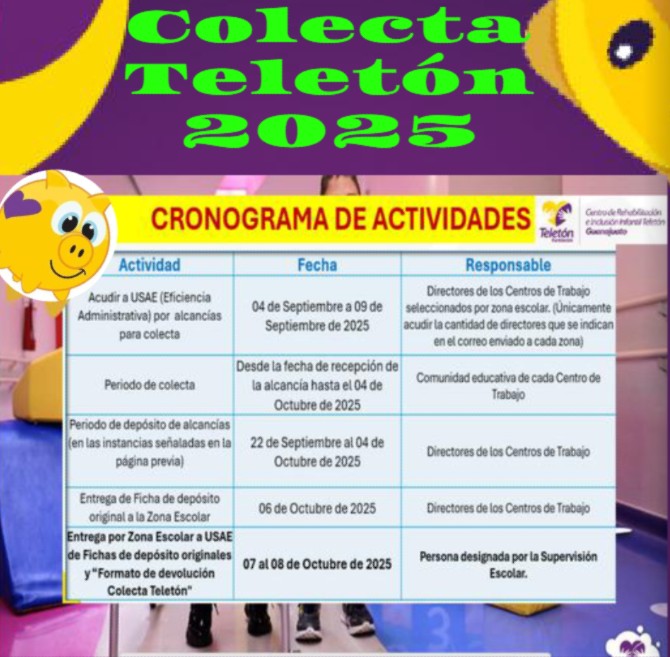 Colecta
Teletón
2025
CRONOGRAMA DE ACTIVIDADES
Teletón
Centro de Rehabilitación
e Inclusión Infantil Teletón
Guanajuato
Actividad
Fecha
Responsable
Acudir a USAE (Eficiencia
Administrativa) por alcancías
para colecta
04 de Septiembre a 09 de
Septiembre de 2025
Directores de los Centros de Trabajo
seleccionados por zona escolar. (Únicamente
acudir la cantidad de directores que se indican
en el correo enviado a cada zona)
Periodo de colecta
Desde la fecha de recepción de
la alcancía hasta el 04 de
Octubre de 2025
Comunidad educativa de cada Centro de
Trabajo
Periodo de depósito de alcancías
(en las instancias señaladas en la
página previa)
22 de Septiembre al 04 de
Octubre de 2025
Directores de los Centros de Trabajo
Entrega de Ficha de depósito
original a la Zona Escolar
06 de Octubre de 2025
Directores de los Centros de Trabajo
Entrega por Zona Escolar a USAE
de Fichas de depósito originales
y "Formato de devolución
Colecta Teletón"
07 al 08 de Octubre de 2025
Persona designada por la Supervisión
Escolar.